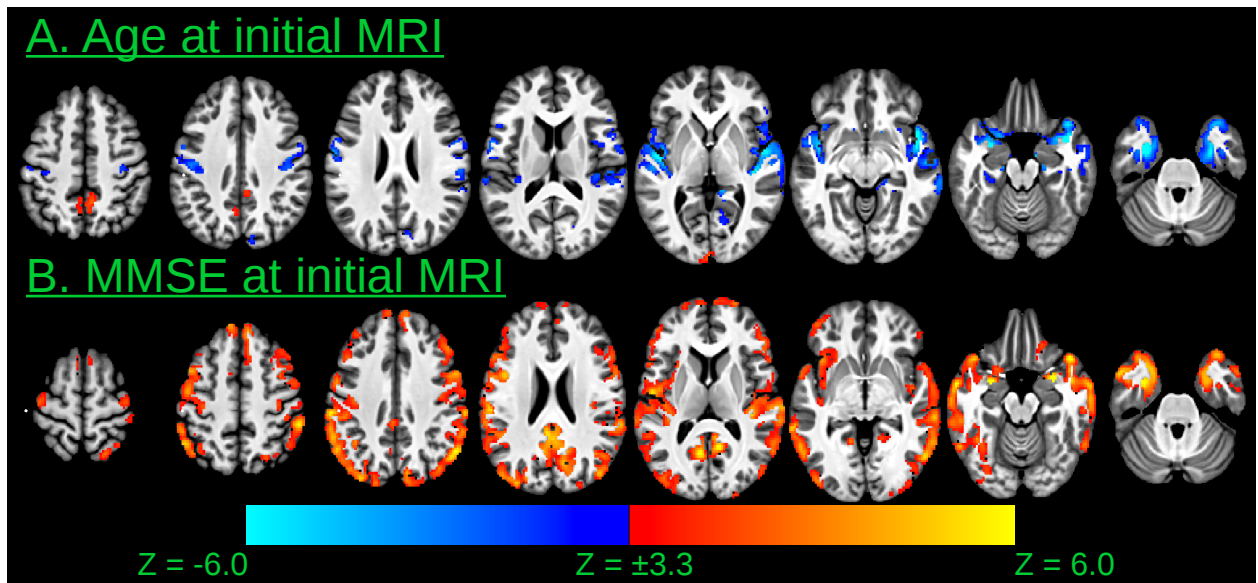 A. Age at initial MRI
B. MMSE at initial MRI
Z = -6.0 Z = ±3.3 Z = 6.0